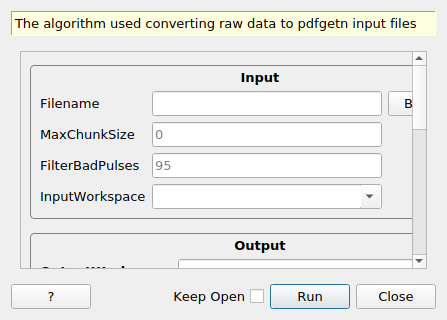 The algorithm used converting raw data to pdfgetn input files
Input
Filename
B
MaxChunkSize 0
FilterBadPulses 95
InputWorkspace
Output
? Keep Open Run Close